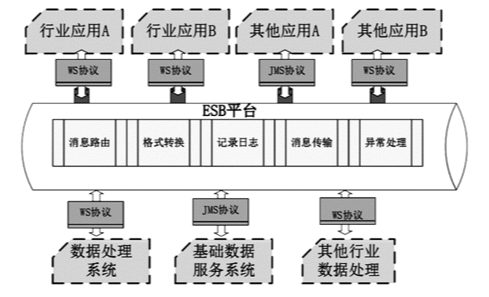 行业应用A
行业应用B
其他应用A
其他应用B
WS协议
WS协议
JMS协议
WS协议
ESB平台
消息路由
格式转换
记录日志
消息传输
异常处理
WS协议
JMS协议
WS协议
数据处理
系统
基础数据
服务系统
其他行业
数据处理